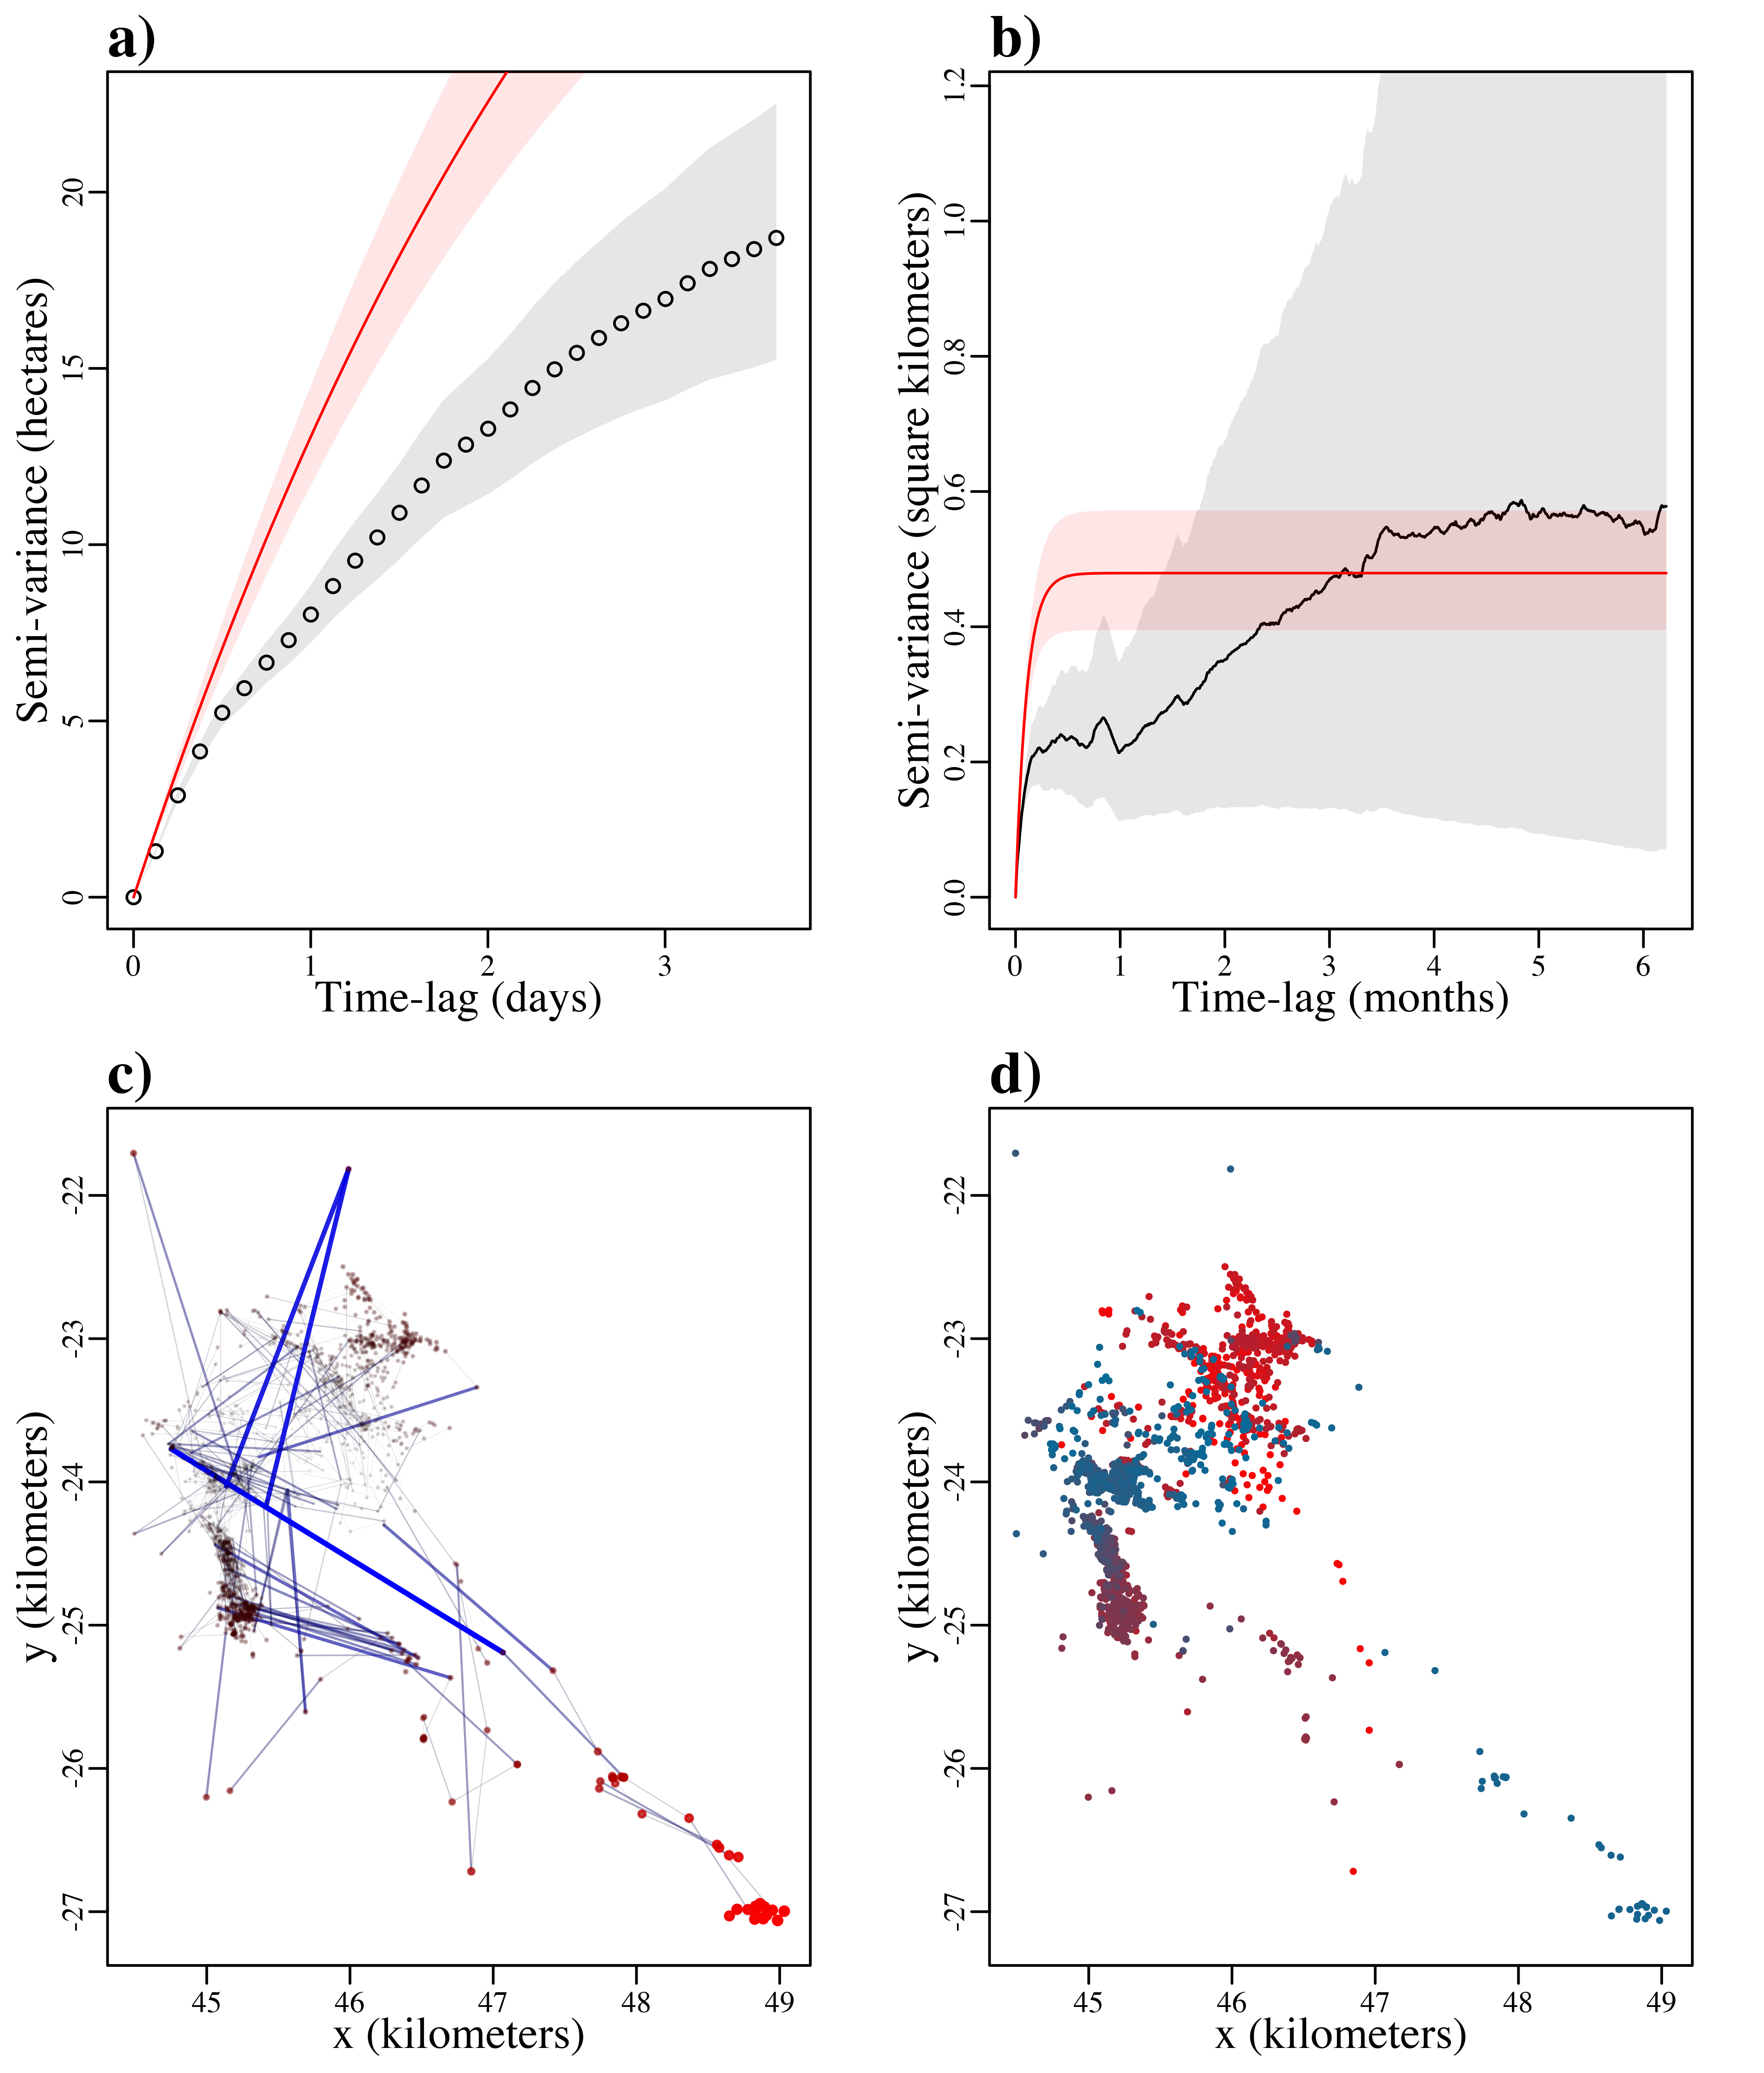 a)
Semi-variance (hectares)
0 5 10 15 20
0 1 2 3
Time-lag (days)
b)
Semi-variance (square kilometers)
0.0 0.2 0.4 0.6 0.8 1.0 1.2
0 1 2 3 4 5 6
Time-lag (months)
c)
y (kilometers)
-27 -26 -25 -24 -23 -22
45 46 47 48 49
x (kilometers)
d)
y (kilometers)
-27 -26 -25 -24 -23 -22
45 46 47 48 49
x (kilometers)